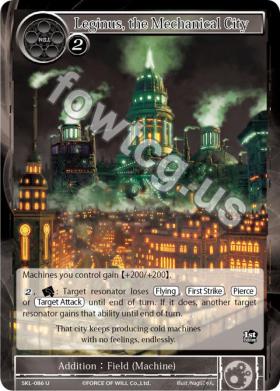 Leginus, the Mechanical City
WILL
2
fowtcg.us
Machines you control gain 【+200/+200】.
2, : Target resonator loses Flying, First Strike, Pierce
or Target Attack until end of turn. If it does, another target
resonator gains that ability until end of turn.
That city keeps producing cold machines
with no feelings, endlessly.
1st
Addition : Field (Machine)
SKL-086 U
©FORCE OF WILL Co.,Ltd.